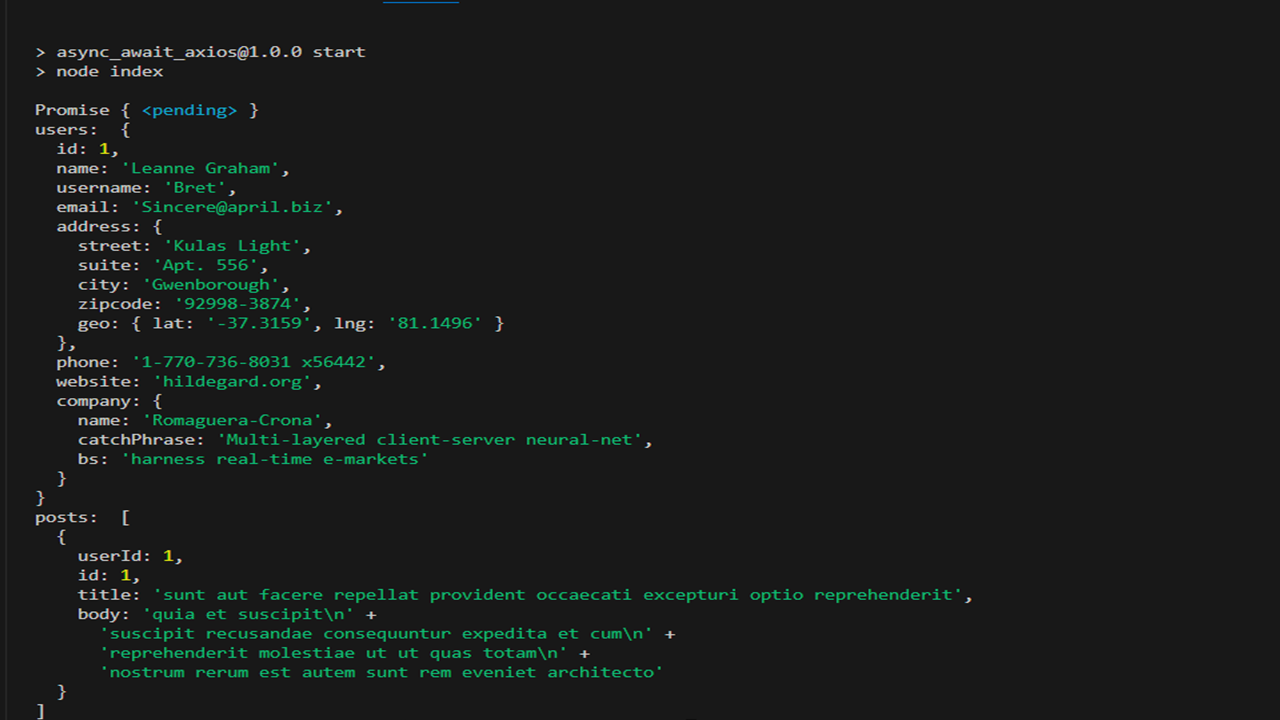 > async_await_axios@1.0.0 start
> node index
Promise { <pending> }
users:  {
  id: 1,
  name: 'Leanne Graham',
  username: 'Bret',
  email: 'Sincere@april.biz',
  address: {
    street: 'Kulas Light',
    suite: 'Apt. 556',
    city: 'Gwenborough',
    zipcode: '92998-3874',
    geo: { lat: '-37.3159', lng: '81.1496' }
  },
  phone: '1-770-736-8031 x56442',
  website: 'hildegard.org',
  company: {
    name: 'Romaguera-Crona',
    catchPhrase: 'Multi-layered client-server neural-net',
    bs: 'harness real-time e-markets'
  }
}
posts:  [
  {
    userId: 1,
    id: 1,
    title: 'sunt aut facere repellat provident occaecati excepturi optio reprehenderit',
    body: 'quia et suscipit\n' +
      'suscipit recusandae consequuntur expedita et cum\n' +
      'reprehenderit molestiae ut ut quas totam\n' +
      'nostrum rerum est autem sunt rem eveniet architecto'
  }
]